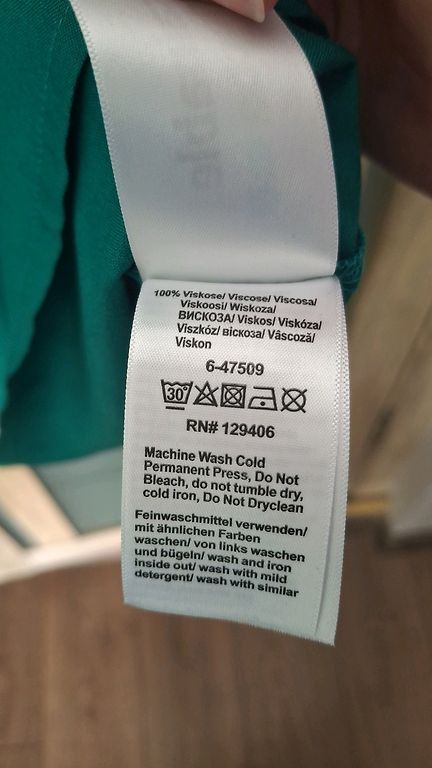 100% Viskose/ Viscose/ Viscosa/
Viskoosi/ Wiskoza/
ВИСКОЗА/ Viskos/ Viskóza/
Viszkóz/ віскоза/ Vâscoză/
Viskon
6-47509
30°
RN# 129406
Machine Wash Cold
Permanent Press, Do Not
Bleach, do not tumble dry,
cold iron, Do Not Dryclean
Feinwaschmittel verwenden/
mit ähnlichen Farben
waschen/ von links waschen
und bügeln/ wash and iron
inside out/ wash with mild
detergent/ wash with similar